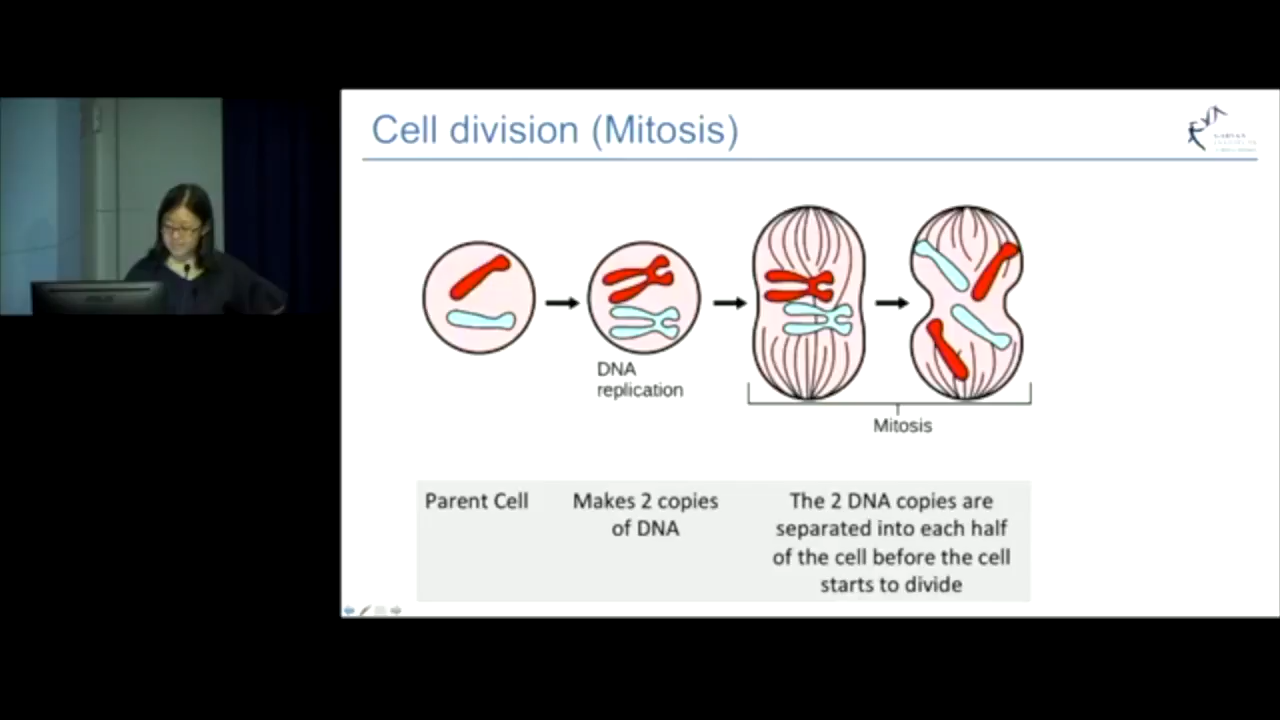 Cell division (Mitosis)
DNA
replication
Mitosis
Parent Cell
Makes 2 copies
of DNA
The 2 DNA copies are
separated into each half
of the cell before the cell
starts to divide